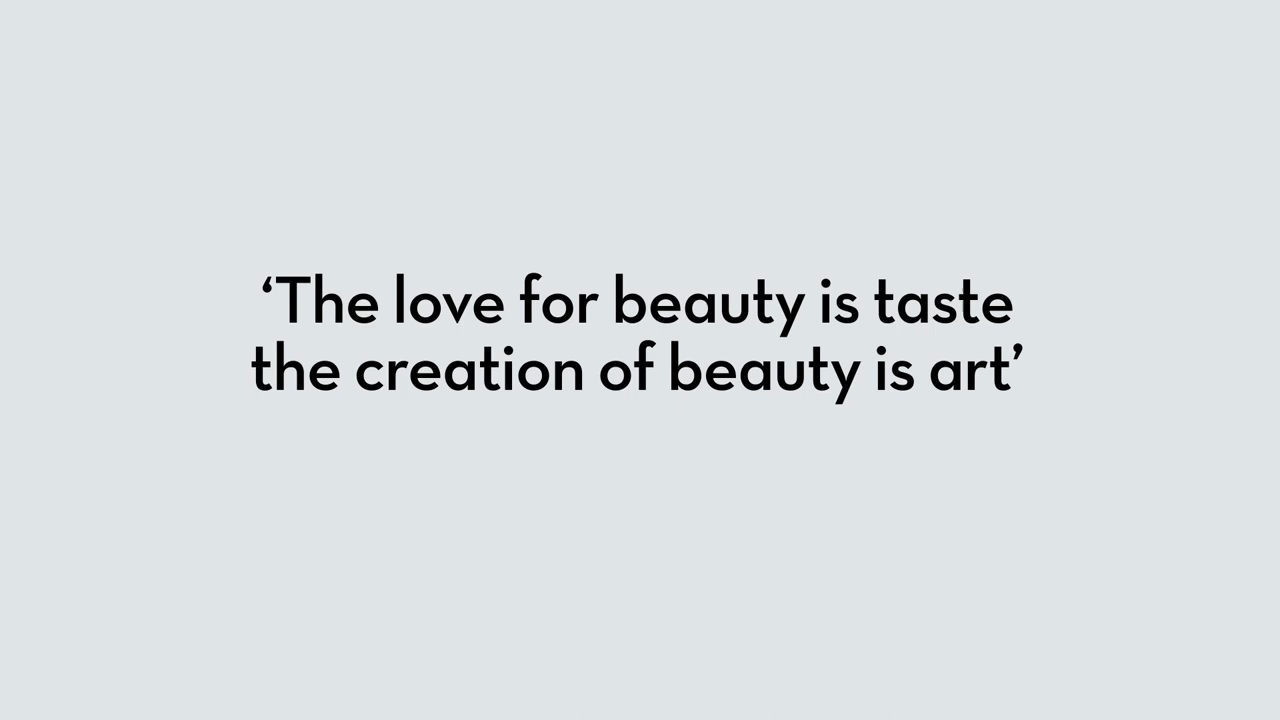 ‘The love for beauty is taste
the creation of beauty is art’